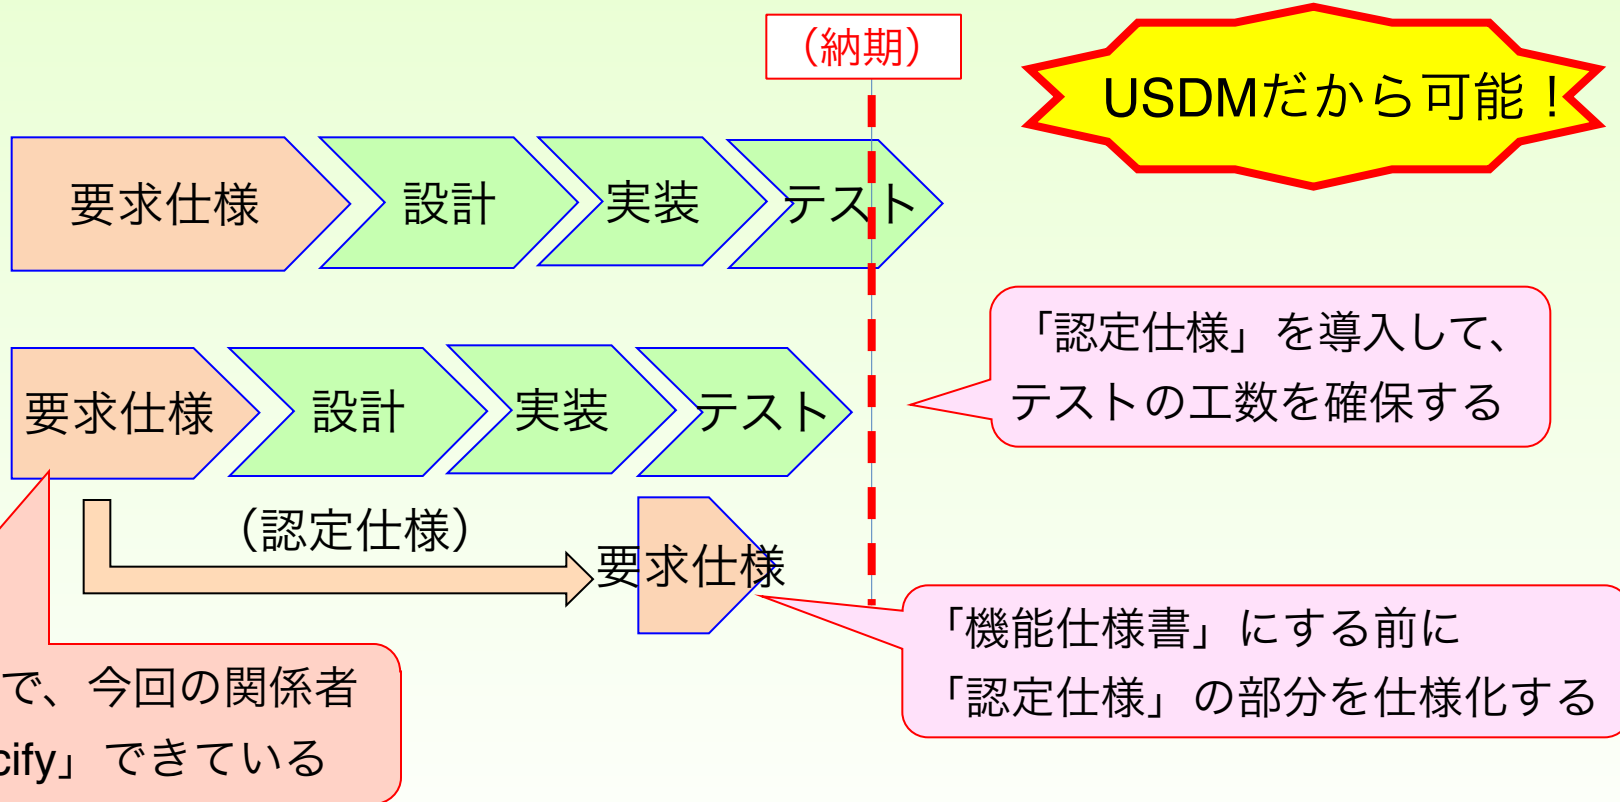 （納期）
USDMだから可能！
要求仕様
設計
実装
テスト
「認定仕様」を導入して、
テストの工数を確保する
要求仕様
設計
実装
テスト
（認定仕様）
要求仕様
「機能仕様書」にする前に
「認定仕様」の部分を仕様化する
で、今回の関係者
cify」できている